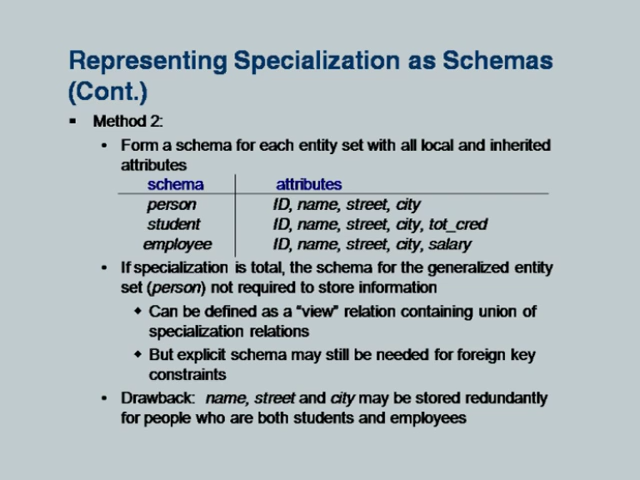 Representing Specialization as Schemas
(Cont.)
▪ Method 2:
• Form a schema for each entity set with all local and inherited
attributes
schema attributes
person ID, name, street, city
student ID, name, street, city, tot_cred
employee ID, name, street, city, salary
• If specialization is total, the schema for the generalized entity
set (person) not required to store information
◆ Can be defined as a “view” relation containing union of
specialization relations
◆ But explicit schema may still be needed for foreign key
constraints
• Drawback: name, street and city may be stored redundantly
for people who are both students and employees